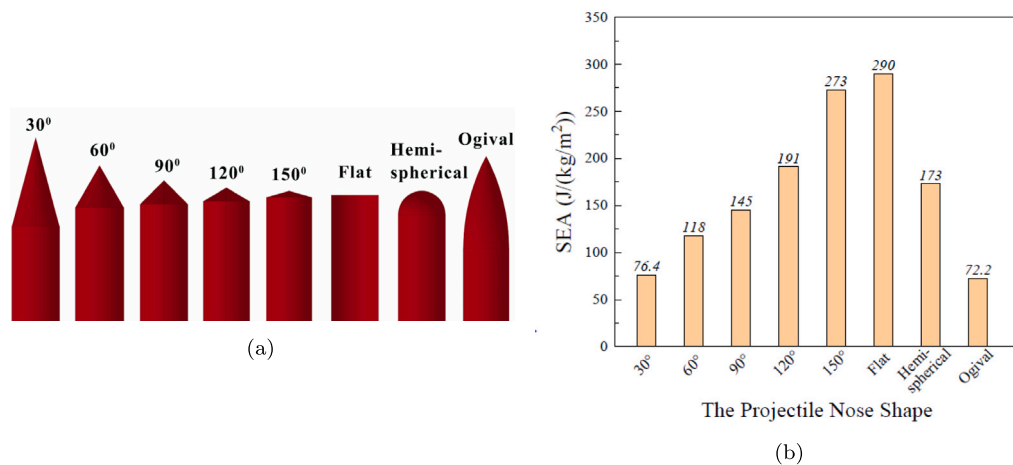 30⁰
60⁰
90⁰
120⁰
150⁰
Flat
Hemi-
spherical
Ogival
(a)
350
300
250
200
150
100
50
0
SEA (J/(kg/m²))
76.4
118
145
191
273
290
173
72.2
30°
60°
90°
120°
150°
Flat
Hemi-
spherical
Ogival
The Projectile Nose Shape
(b)